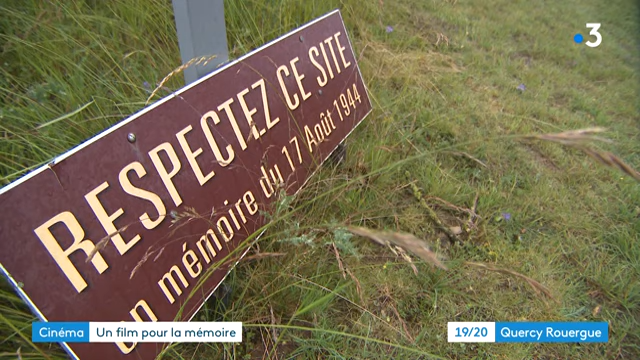 3
RESPECTEZ CE SITE
en mémoire du 17 Août 1944
Cinéma Un film pour la mémoire
19/20 Quercy Rouergue